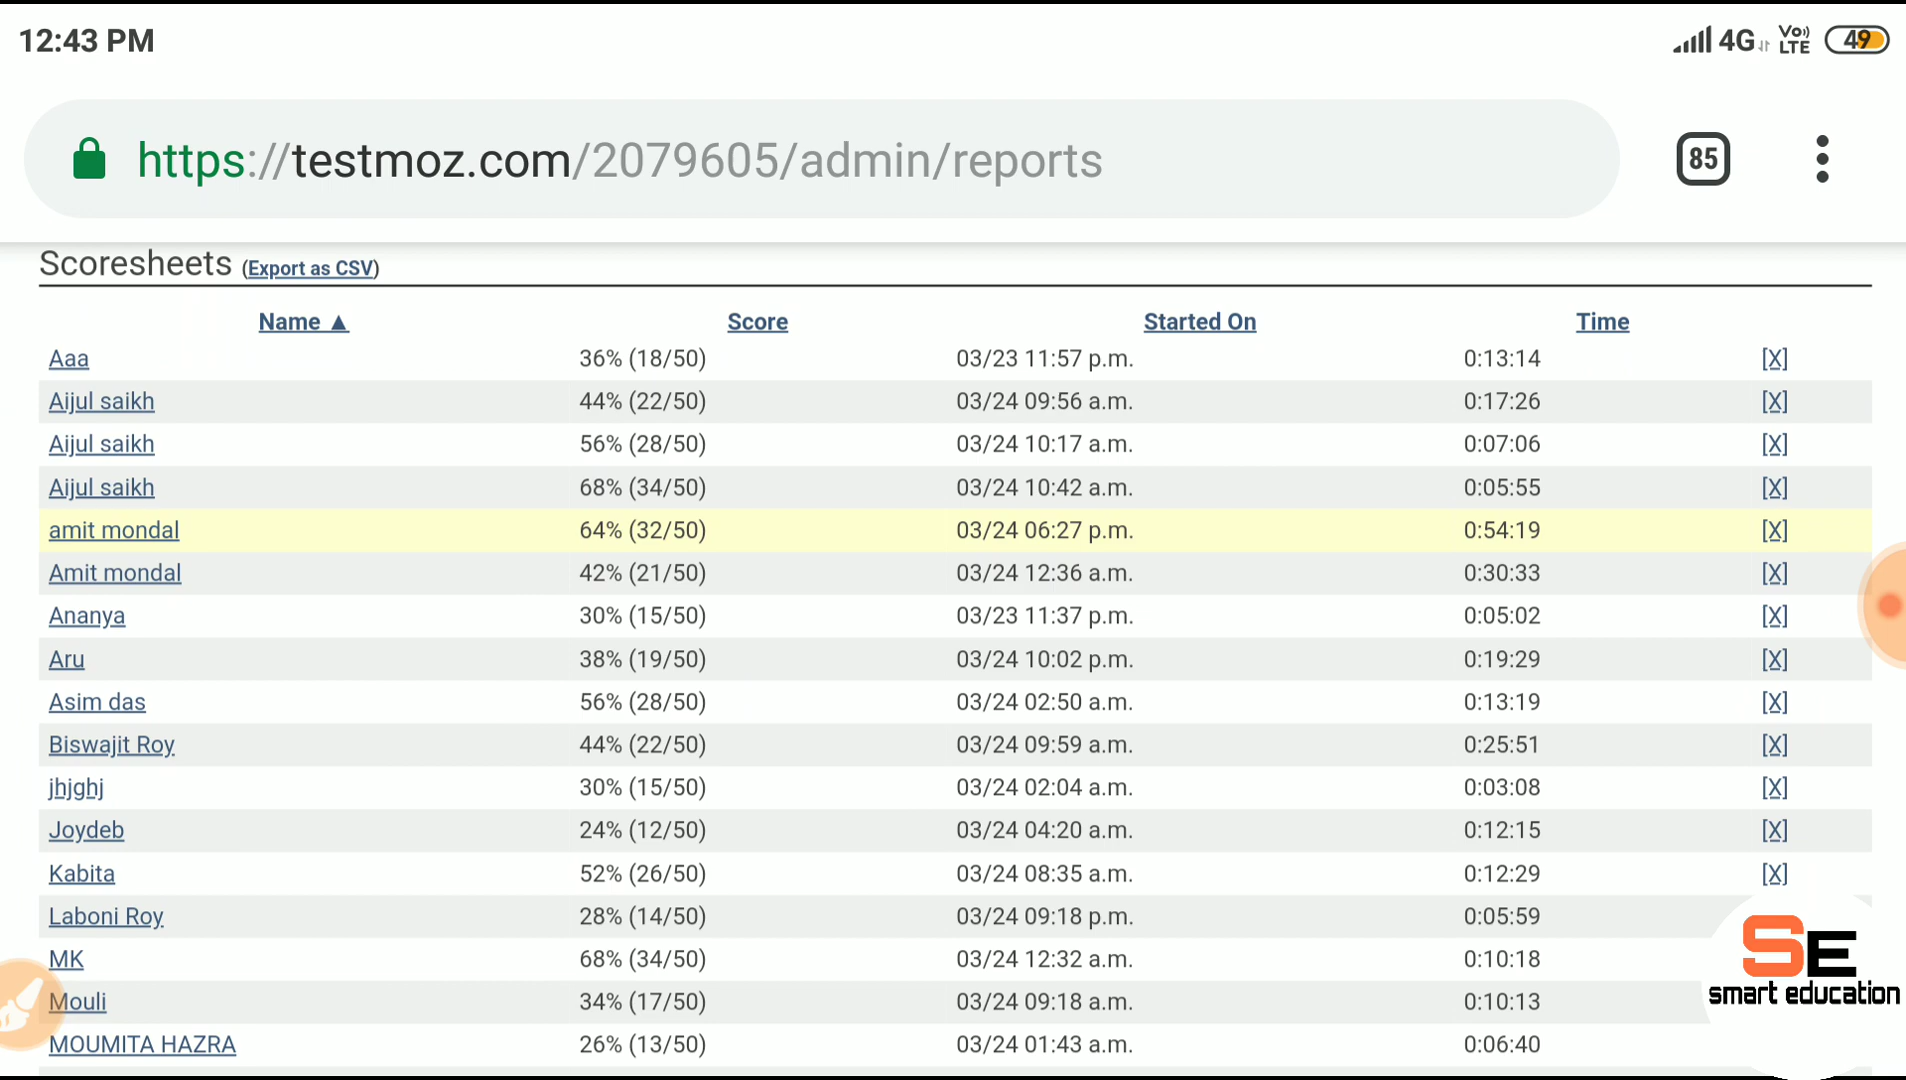 12:43 PM 4G Vo)) LTE 49
https://testmoz.com/2079605/admin/reports 85
Scoresheets (Export as CSV)
Name ▲ Score Started On Time
Aaa 36% (18/50) 03/23 11:57 p.m. 0:13:14 [X]
Aijul saikh 44% (22/50) 03/24 09:56 a.m. 0:17:26 [X]
Aijul saikh 56% (28/50) 03/24 10:17 a.m. 0:07:06 [X]
Aijul saikh 68% (34/50) 03/24 10:42 a.m. 0:05:55 [X]
amit mondal 64% (32/50) 03/24 06:27 p.m. 0:54:19 [X]
Amit mondal 42% (21/50) 03/24 12:36 a.m. 0:30:33 [X]
Ananya 30% (15/50) 03/23 11:37 p.m. 0:05:02 [X]
Aru 38% (19/50) 03/24 10:02 p.m. 0:19:29 [X]
Asim das 56% (28/50) 03/24 02:50 a.m. 0:13:19 [X]
Biswajit Roy 44% (22/50) 03/24 09:59 a.m. 0:25:51 [X]
jhjghj 30% (15/50) 03/24 02:04 a.m. 0:03:08 [X]
Joydeb 24% (12/50) 03/24 04:20 a.m. 0:12:15 [X]
Kabita 52% (26/50) 03/24 08:35 a.m. 0:12:29 [X]
Laboni Roy 28% (14/50) 03/24 09:18 p.m. 0:05:59
MK 68% (34/50) 03/24 12:32 a.m. 0:10:18
Mouli 34% (17/50) 03/24 09:18 a.m. 0:10:13
MOUMITA HAZRA 26% (13/50) 03/24 01:43 a.m. 0:06:40
SE
smart education